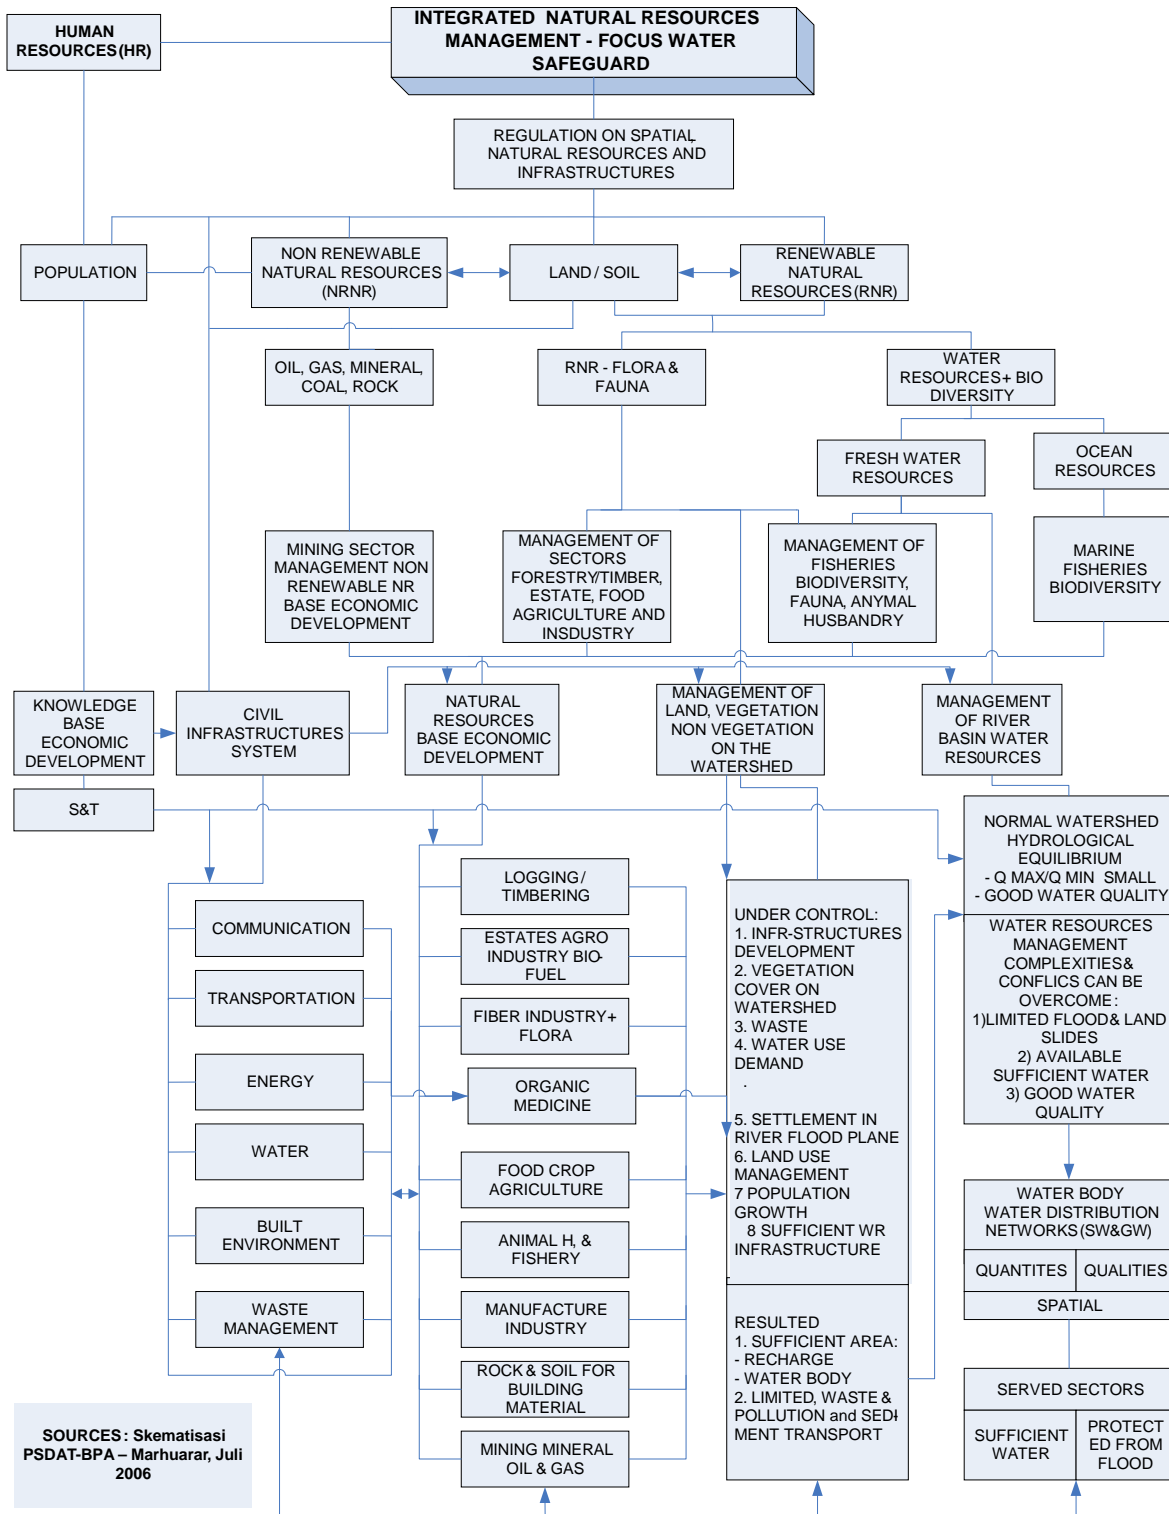 HUMAN
RESOURCES(HR)
INTEGRATED NATURAL RESOURCES
MANAGEMENT - FOCUS WATER
SAFEGUARD
REGULATION ON SPATIAL,
NATURAL RESOURCES AND
INFRASTRUCTURES
POPULATION
NON RENEWABLE
NATURAL RESOURCES
(NRNR)
LAND / SOIL
RENEWABLE
NATURAL
RESOURCES(RNR)
OIL, GAS, MINERAL,
COAL, ROCK
RNR - FLORA &
FAUNA
WATER
RESOURCES+ BIO
DIVERSITY
FRESH WATER
RESOURCES
OCEAN
RESOURCES
MINING SECTOR
MANAGEMENT NON
RENEWABLE NR
BASE ECONOMIC
DEVELOPMENT
MANAGEMENT OF
SECTORS
FORESTRY/TIMBER,
ESTATE, FOOD
AGRICULTURE AND
INSDUSTRY
MANAGEMENT OF
FISHERIES
BIODIVERSITY,
FAUNA, ANYMAL
HUSBANDRY
MARINE
FISHERIES
BIODIVERSITY
KNOWLEDGE
BASE
ECONOMIC
DEVELOPMENT
CIVIL
INFRASTRUCTURES
SYSTEM
NATURAL
RESOURCES
BASE ECONOMIC
DEVELOPMENT
MANAGEMENT OF
LAND, VEGETATION
NON VEGETATION
ON THE
WATERSHED
MANAGEMENT
OF RIVER
BASIN WATER
RESOURCES
S&T
COMMUNICATION
TRANSPORTATION
ENERGY
WATER
BUILT
ENVIRONMENT
WASTE
MANAGEMENT
LOGGING /
TIMBERING
ESTATES AGRO
INDUSTRY BIO-
FUEL
FIBER INDUSTRY+
FLORA
ORGANIC
MEDICINE
FOOD CROP
AGRICULTURE
ANIMAL H, &
FISHERY
MANUFACTURE
INDUSTRY
ROCK & SOIL FOR
BUILDING
MATERIAL
MINING MINERAL
OIL & GAS
UNDER CONTROL:
1. INFR-STRUCTURES
DEVELOPMENT
2. VEGETATION
COVER ON
WATERSHED
3. WASTE
4. WATER USE
DEMAND
.
5. SETTLEMENT IN
RIVER FLOOD PLANE
6. LAND USE
MANAGEMENT
7 POPULATION
GROWTH
8 SUFFICIENT WR
INFRASTRUCTURE
RESULTED
1. SUFFICIENT AREA:
- RECHARGE
- WATER BODY
2. LIMITED, WASTE &
POLLUTION and SEDI-
MENT TRANSPORT
NORMAL WATERSHED
HYDROLOGICAL
EQUILIBRIUM
- Q MAX/Q MIN SMALL
- GOOD WATER QUALITY
WATER RESOURCES
MANAGEMENT
COMPLEXITIES&
CONFLICS CAN BE
OVERCOME :
1)LIMITED FLOOD& LAND
SLIDES
2) AVAILABLE
SUFFICIENT WATER
3) GOOD WATER
QUALITY
WATER BODY
WATER DISTRIBUTION
NETWORKS(SW&GW)
QUANTITES
QUALITIES
SPATIAL
SERVED SECTORS
SUFFICIENT
WATER
PROTECT
ED FROM
FLOOD
SOURCES : Skematisasi
PSDAT-BPA – Marhuarar, Juli
2006